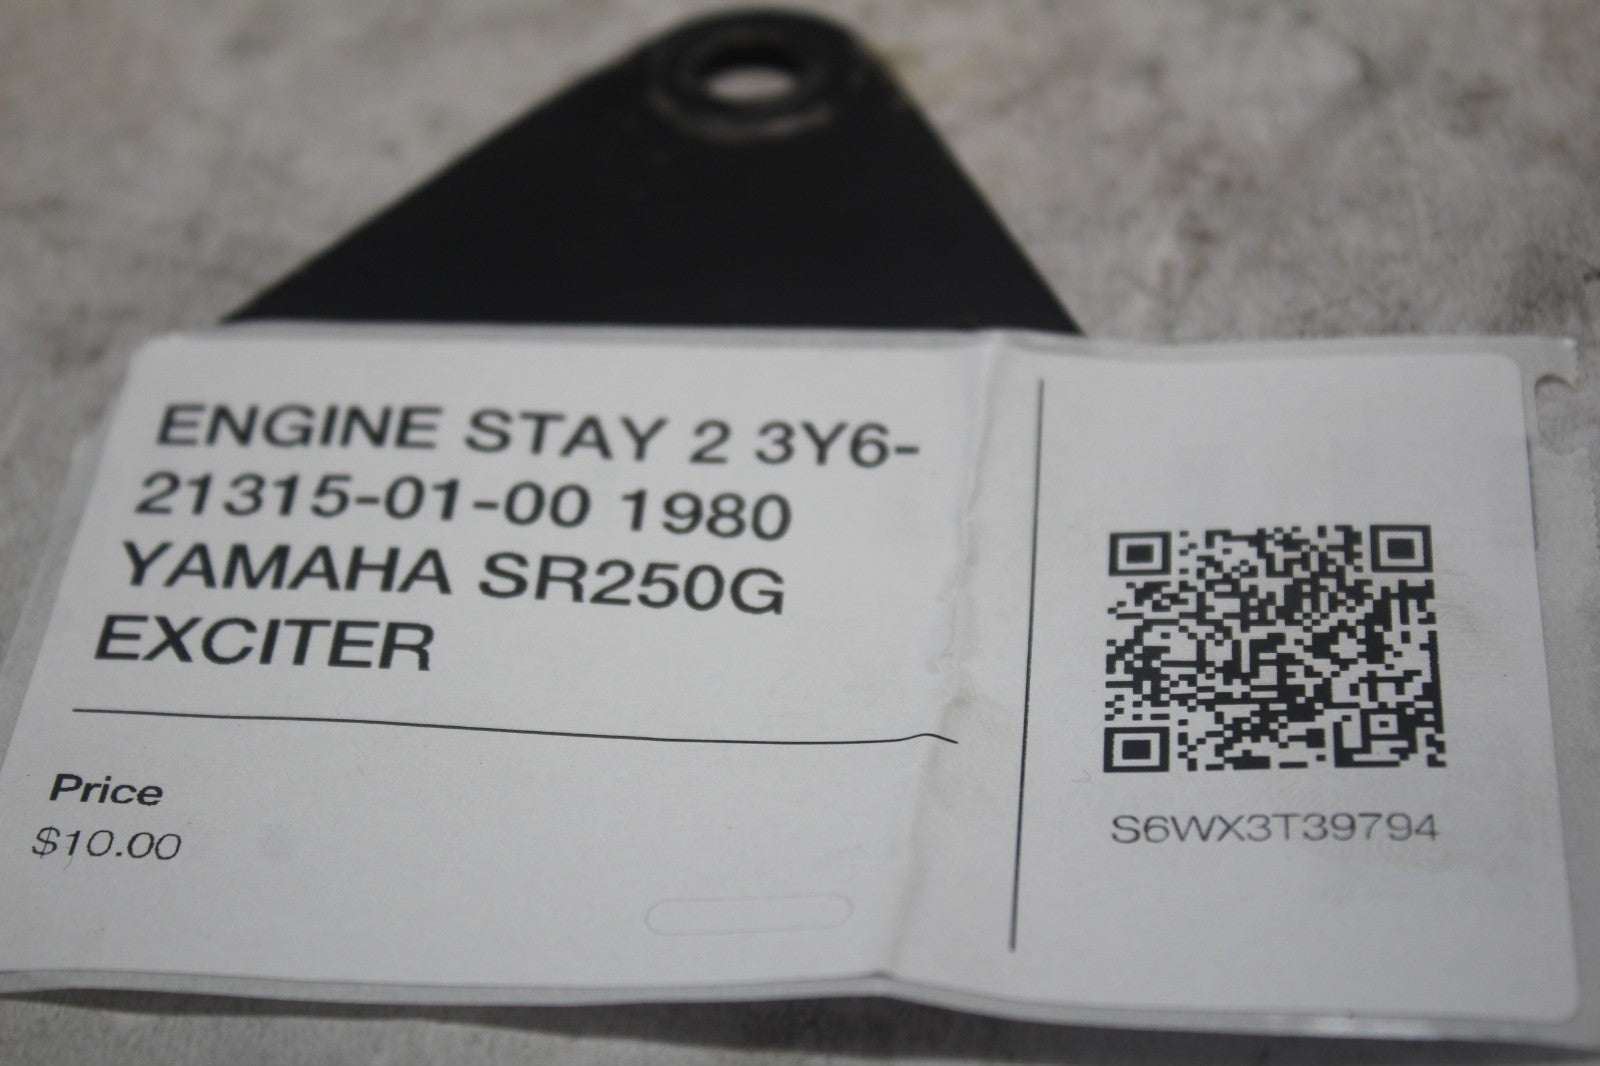 ENGINE STAY 2 3Y6-
21315-01-00 1980
YAMAHA SR250G
EXCITER
Price
$10.00
S6WX3T39794